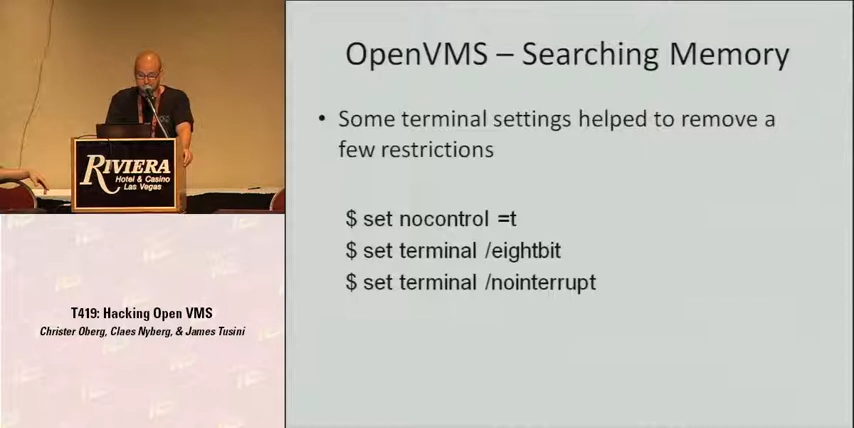 RIVIERA
Hotel & Casino
Las Vegas
T419: Hacking Open VMS
Christer Oberg, Claes Nyberg, & James Tusini
OpenVMS – Searching Memory
• Some terminal settings helped to remove a
few restrictions
$ set nocontrol =t
$ set terminal /eightbit
$ set terminal /nointerrupt